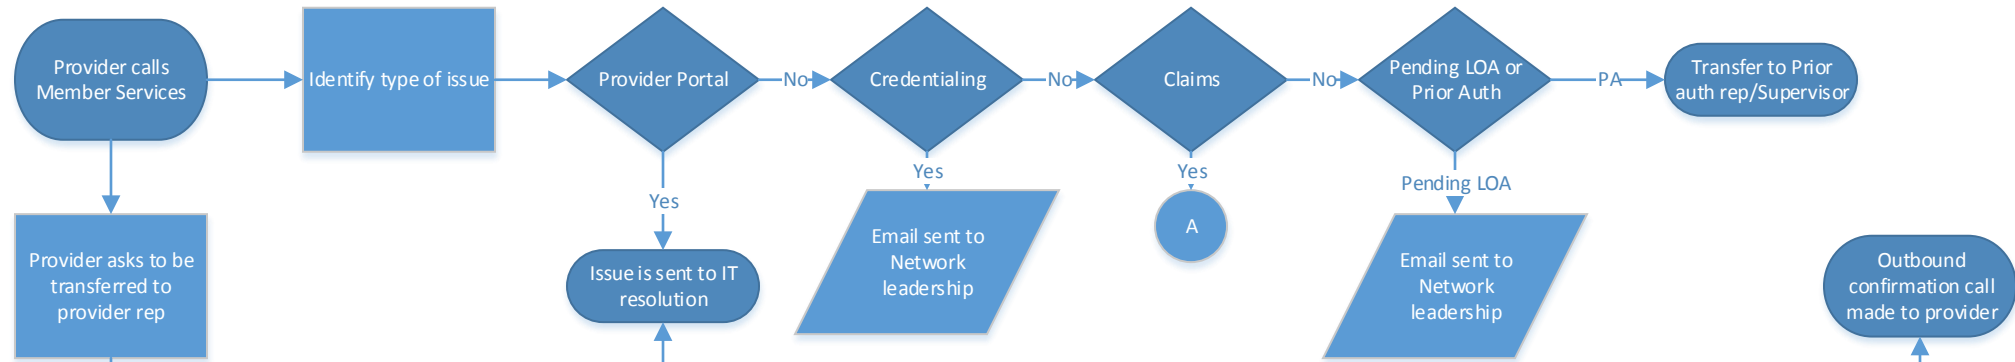 Provider calls
Member Services
Identify type of issue
Provider Portal
No
Credentialing
No
Claims
No
Pending LOA or
Prior Auth
PA
Transfer to Prior
auth rep/Supervisor
Yes
Yes
Yes
Pending LOA
Provider asks to be
transferred to
provider rep
Issue is sent to IT
resolution
Email sent to
Network
leadership
A
Email sent to
Network
leadership
Outbound
confirmation call
made to provider